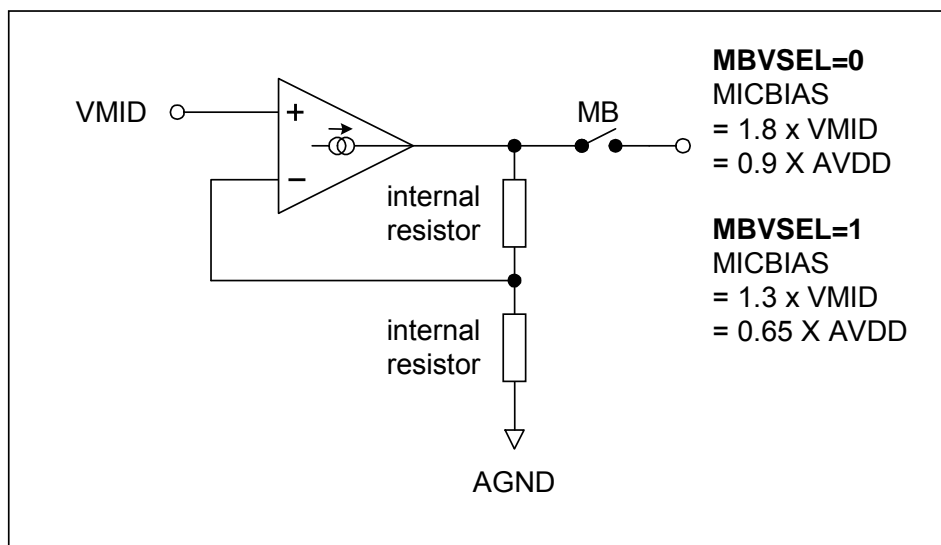 VMID
+
−
MB
internal
resistor
internal
resistor
AGND
MBVSEL=0
MICBIAS
= 1.8 x VMID
= 0.9 X AVDD
MBVSEL=1
MICBIAS
= 1.3 x VMID
= 0.65 X AVDD